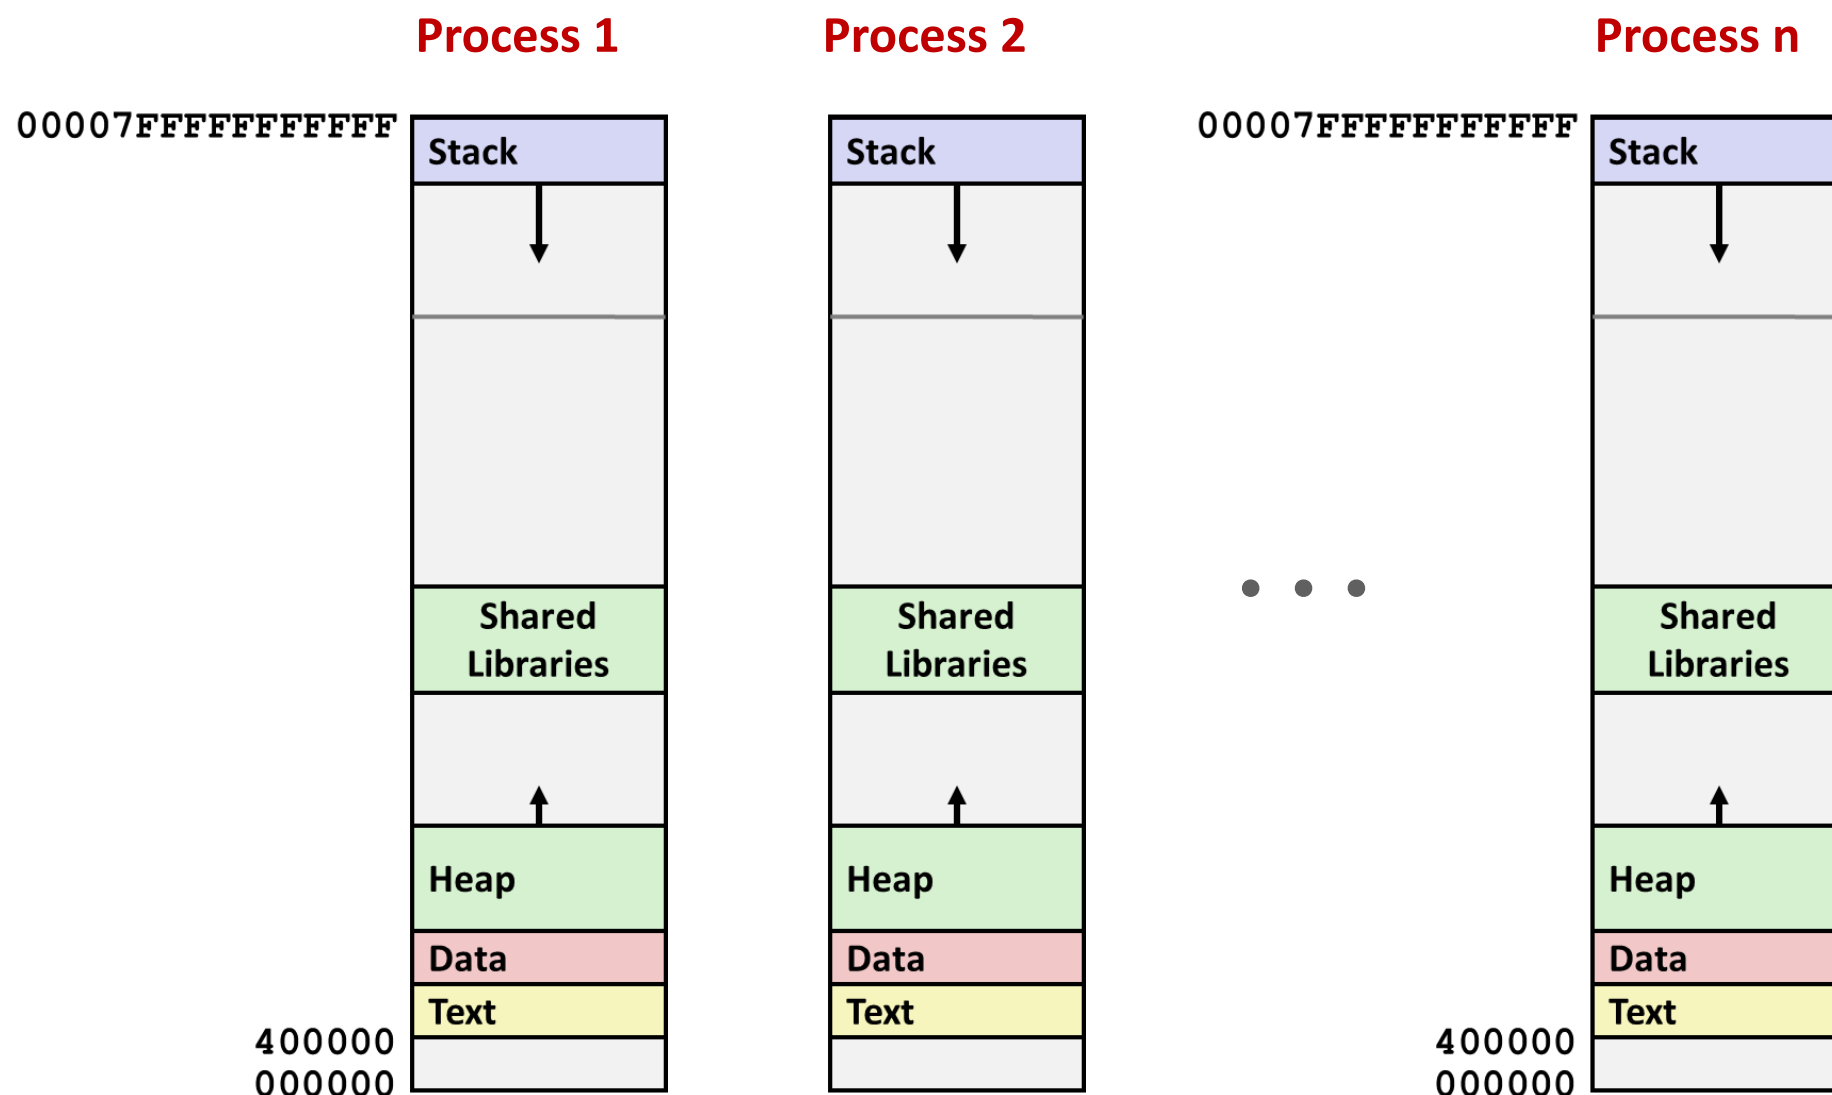 Process 1
Process 2
Process n
00007FFFFFFFFFFF
Stack
Stack
00007FFFFFFFFFFF
Stack
Shared
Libraries
Shared
Libraries
Shared
Libraries
Heap
Heap
Heap
Data
Data
Data
Text
Text
Text
400000
400000
000000
000000